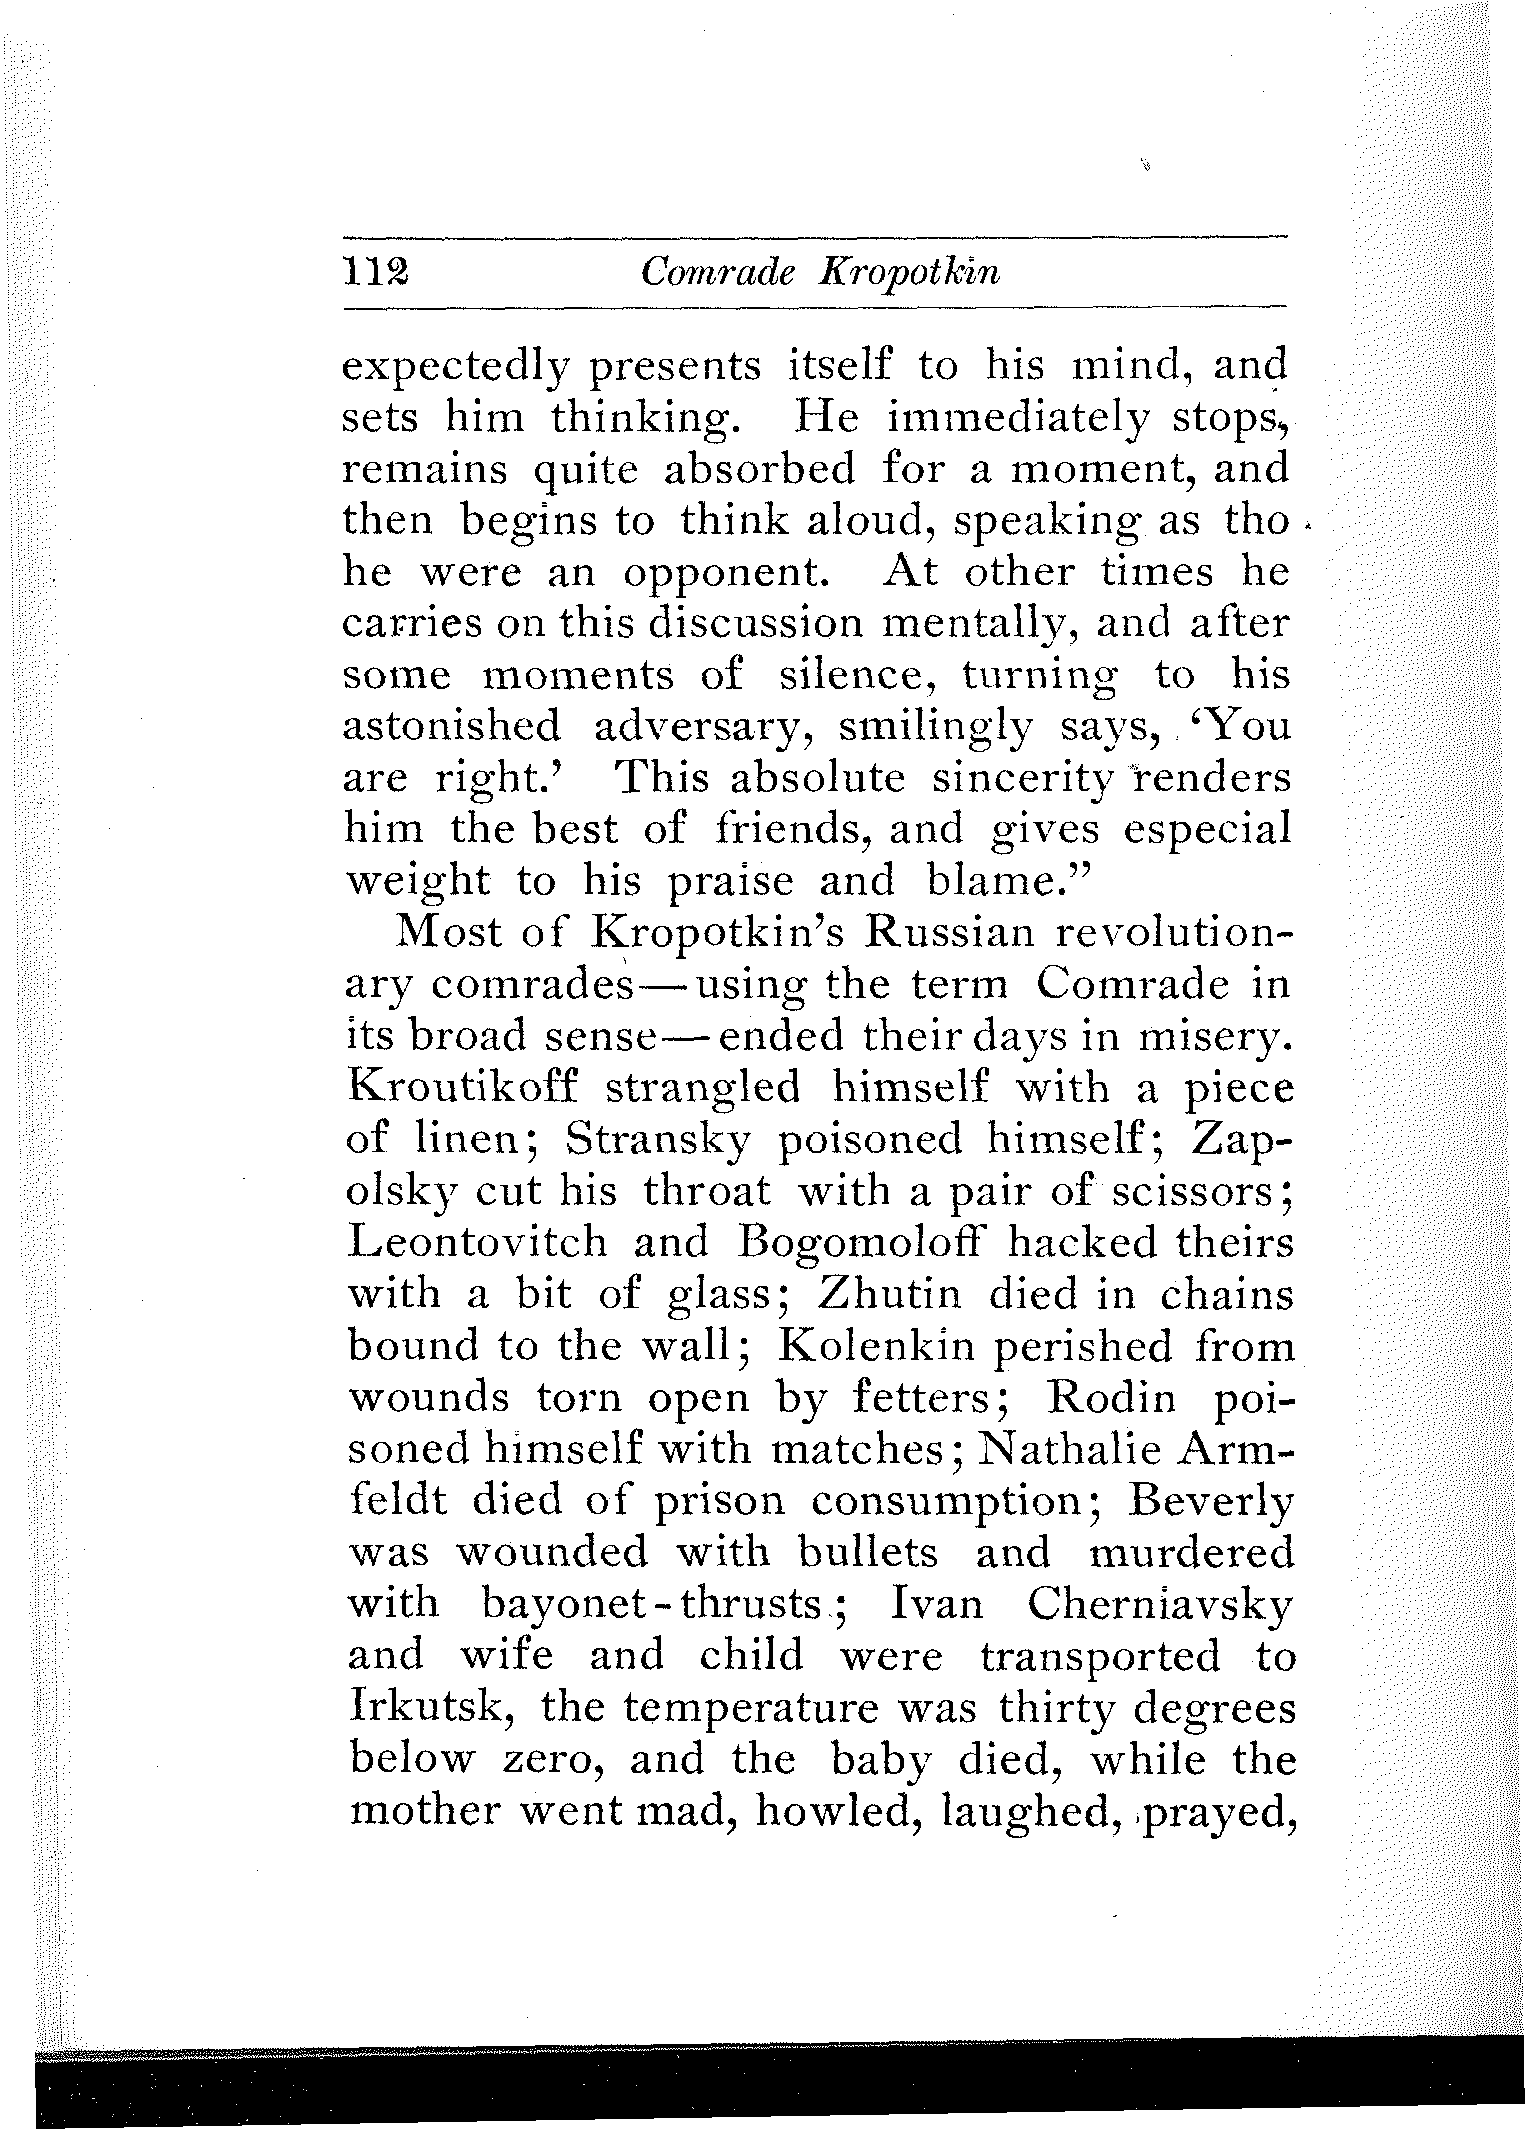 112 Comrade Kropotkin
expectedly presents itself to his mind, and
sets him thinking. He immediately stops,
remains quite absorbed for a moment, and
then begins to think aloud, speaking as tho
he were an opponent. At other times he
carries on this discussion mentally, and after
some moments of silence, turning to his
astonished adversary, smilingly says, ‘You
are right.’ This absolute sincerity renders
him the best of friends, and gives especial
weight to his praise and blame.”
Most of Kropotkin’s Russian revolution-
ary comrades—using the term Comrade in
its broad sense—ended their days in misery.
Kroutikoff strangled himself with a piece
of linen; Stransky poisoned himself; Zap-
olsky cut his throat with a pair of scissors;
Leontovitch and Bogomoloff hacked theirs
with a bit of glass; Zhutin died in chains
bound to the wall; Kolenkin perished from
wounds torn open by fetters; Rodin poi-
soned himself with matches; Nathalie Arm-
feldt died of prison consumption; Beverly
was wounded with bullets and murdered
with bayonet-thrusts; Ivan Cherniavsky
and wife and child were transported to
Irkutsk, the temperature was thirty degrees
below zero, and the baby died, while the
mother went mad, howled, laughed, prayed,